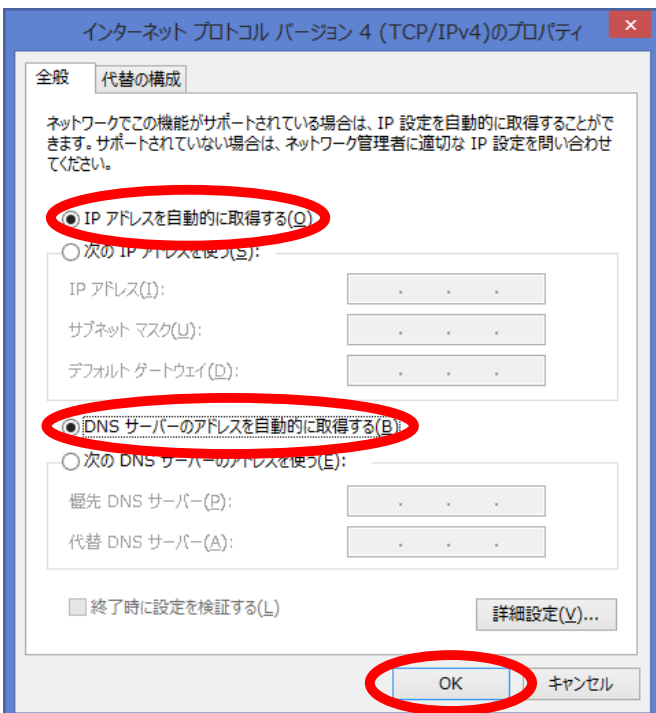 インターネット プロトコル バージョン 4 (TCP/IPv4)のプロパティ
全般
代替の構成
ネットワークでこの機能がサポートされている場合は、IP 設定を自動的に取得することがで
きます。サポートされていない場合は、ネットワーク管理者に適切な IP 設定を問い合わせ
てください。
IP アドレスを自動的に取得する(O)
次の IP アドレスを使う(S):
IP アドレス(I):
サブネット マスク(U):
デフォルト ゲートウェイ(D):
DNS サーバーのアドレスを自動的に取得する(B)
次の DNS サーバーのアドレスを使う(E):
優先 DNS サーバー(P):
代替 DNS サーバー(A):
終了時に設定を検証する(L)
詳細設定(V)...
OK
キャンセル